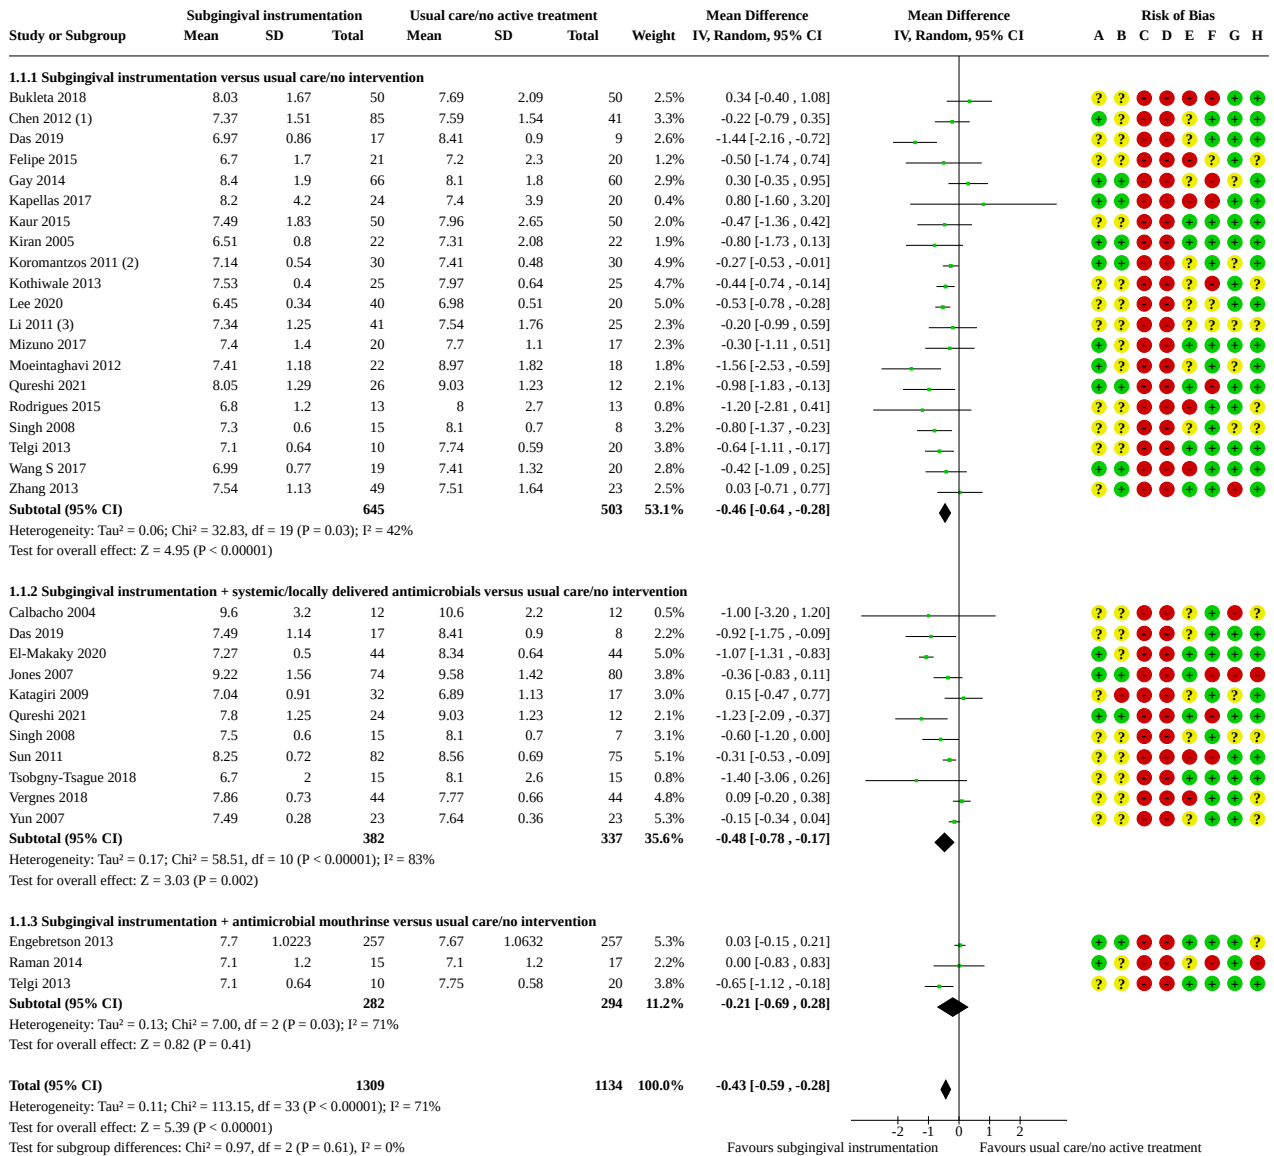 Subgingival instrumentation Usual care/no active treatment Mean Difference Mean Difference Risk of Bias
Study or Subgroup Mean SD Total Mean SD Total Weight IV, Random, 95% CI IV, Random, 95% CI A B C D E F G H
1.1.1 Subgingival instrumentation versus usual care/no intervention
Bukleta 2018 8.03 1.67 50 7.69 2.09 50 2.5% 0.34 [-0.40 , 1.08] ? ? - - - - + +
Chen 2012 (1) 7.37 1.51 85 7.59 1.54 41 3.3% -0.22 [-0.79 , 0.35] + ? - - ? + + +
Das 2019 6.97 0.86 17 8.41 0.9 9 2.6% -1.44 [-2.16 , -0.72] ? ? - - ? + + +
Felipe 2015 6.7 1.7 21 7.2 2.3 20 1.2% -0.50 [-1.74 , 0.74] ? ? - - - ? + ?
Gay 2014 8.4 1.9 66 8.1 1.8 60 2.9% 0.30 [-0.35 , 0.95] + + - - ? - ? +
Kapellas 2017 8.2 4.2 24 7.4 3.9 20 0.4% 0.80 [-1.60 , 3.20] + + - - - - + +
Kaur 2015 7.49 1.83 50 7.96 2.65 50 2.0% -0.47 [-1.36 , 0.42] ? ? - - + + + +
Kiran 2005 6.51 0.8 22 7.31 2.08 22 1.9% -0.80 [-1.73 , 0.13] + + - - + + + +
Koromantzos 2011 (2) 7.14 0.54 30 7.41 0.48 30 4.9% -0.27 [-0.53 , -0.01] + + - - ? + ? +
Kothiwale 2013 7.53 0.4 25 7.97 0.64 25 4.7% -0.44 [-0.74 , -0.14] ? ? - - ? - + ?
Lee 2020 6.45 0.34 40 6.98 0.51 20 5.0% -0.53 [-0.78 , -0.28] ? ? - - ? ? + +
Li 2011 (3) 7.34 1.25 41 7.54 1.76 25 2.3% -0.20 [-0.99 , 0.59] ? ? - - ? ? ? ?
Mizuno 2017 7.4 1.4 20 7.7 1.1 17 2.3% -0.30 [-1.11 , 0.51] + ? - - + + + +
Moeintaghavi 2012 7.41 1.18 22 8.97 1.82 18 1.8% -1.56 [-2.53 , -0.59] + ? - - ? + ? +
Qureshi 2021 8.05 1.29 26 9.03 1.23 12 2.1% -0.98 [-1.83 , -0.13] + + - - + - + +
Rodrigues 2015 6.8 1.2 13 8 2.7 13 0.8% -1.20 [-2.81 , 0.41] ? ? - - - + + ?
Singh 2008 7.3 0.6 15 8.1 0.7 8 3.2% -0.80 [-1.37 , -0.23] ? ? - - ? + ? ?
Telgi 2013 7.1 0.64 10 7.74 0.59 20 3.8% -0.64 [-1.11 , -0.17] ? ? - - + + + +
Wang S 2017 6.99 0.77 19 7.41 1.32 20 2.8% -0.42 [-1.09 , 0.25] + + - - - + + +
Zhang 2013 7.54 1.13 49 7.51 1.64 23 2.5% 0.03 [-0.71 , 0.77] ? + - - + + - +
Subtotal (95% CI) 645 503 53.1% -0.46 [-0.64 , -0.28]
Heterogeneity: Tau² = 0.06; Chi² = 32.83, df = 19 (P = 0.03); I² = 42%
Test for overall effect: Z = 4.95 (P < 0.00001)
1.1.2 Subgingival instrumentation + systemic/locally delivered antimicrobials versus usual care/no intervention
Calbacho 2004 9.6 3.2 12 10.6 2.2 12 0.5% -1.00 [-3.20 , 1.20] ? ? - - ? + - ?
Das 2019 7.49 1.14 17 8.41 0.9 8 2.2% -0.92 [-1.75 , -0.09] ? ? - - ? + + +
El-Makaky 2020 7.27 0.5 44 8.34 0.64 44 5.0% -1.07 [-1.31 , -0.83] + ? - - + + + +
Jones 2007 9.22 1.56 74 9.58 1.42 80 3.8% -0.36 [-0.83 , 0.11] + + - - + - - -
Katagiri 2009 7.04 0.91 32 6.89 1.13 17 3.0% 0.15 [-0.47 , 0.77] ? - - - ? + ? +
Qureshi 2021 7.8 1.25 24 9.03 1.23 12 2.1% -1.23 [-2.09 , -0.37] + + - - + - + +
Singh 2008 7.5 0.6 15 8.1 0.7 7 3.1% -0.60 [-1.20 , 0.00] ? ? - - ? + ? ?
Sun 2011 8.25 0.72 82 8.56 0.69 75 5.1% -0.31 [-0.53 , -0.09] ? ? - - - - + +
Tsobgny-Tsague 2018 6.7 2 15 8.1 2.6 15 0.8% -1.40 [-3.06 , 0.26] ? ? - - + + + +
Vergnes 2018 7.86 0.73 44 7.77 0.66 44 4.8% 0.09 [-0.20 , 0.38] ? ? - - - + + ?
Yun 2007 7.49 0.28 23 7.64 0.36 23 5.3% -0.15 [-0.34 , 0.04] ? ? - - ? + + ?
Subtotal (95% CI) 382 337 35.6% -0.48 [-0.78 , -0.17]
Heterogeneity: Tau² = 0.17; Chi² = 58.51, df = 10 (P < 0.00001); I² = 83%
Test for overall effect: Z = 3.03 (P = 0.002)
1.1.3 Subgingival instrumentation + antimicrobial mouthrinse versus usual care/no intervention
Engebretson 2013 7.7 1.0223 257 7.67 1.0632 257 5.3% 0.03 [-0.15 , 0.21] + + - - + + + ?
Raman 2014 7.1 1.2 15 7.1 1.2 17 2.2% 0.00 [-0.83 , 0.83] + ? - - ? - + -
Telgi 2013 7.1 0.64 10 7.75 0.58 20 3.8% -0.65 [-1.12 , -0.18] ? ? - - + + + +
Subtotal (95% CI) 282 294 11.2% -0.21 [-0.69 , 0.28]
Heterogeneity: Tau² = 0.13; Chi² = 7.00, df = 2 (P = 0.03); I² = 71%
Test for overall effect: Z = 0.82 (P = 0.41)
Total (95% CI) 1309 1134 100.0% -0.43 [-0.59 , -0.28]
Heterogeneity: Tau² = 0.11; Chi² = 113.15, df = 33 (P < 0.00001); I² = 71%
Test for overall effect: Z = 5.39 (P < 0.00001)
-2 -1 0 1 2
Test for subgroup differences: Chi² = 0.97, df = 2 (P = 0.61), I² = 0% Favours subgingival instrumentation Favours usual care/no active treatment